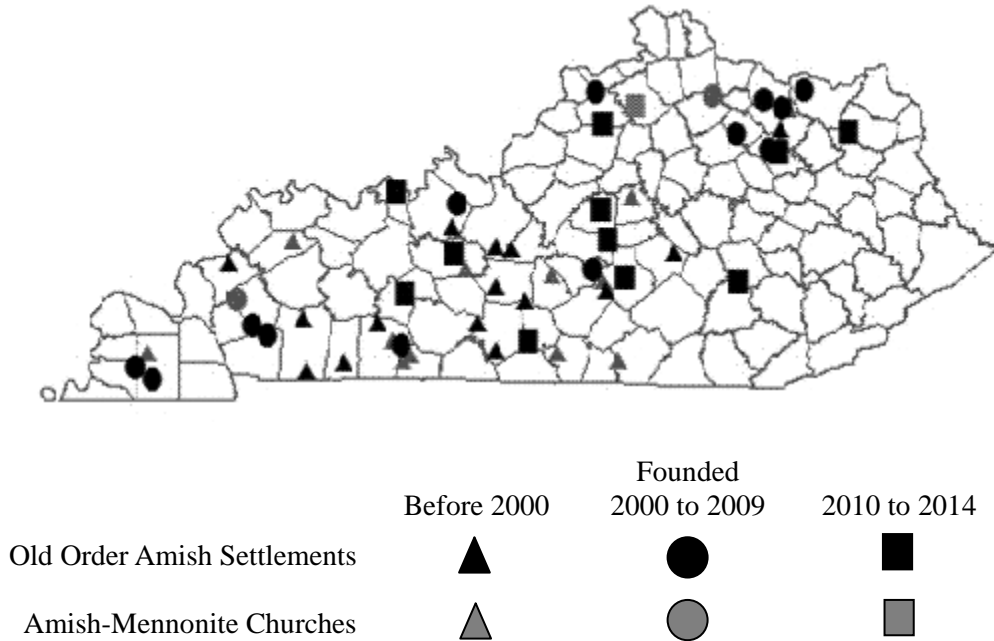 Founded
Before 2000 2000 to 2009 2010 to 2014
Old Order Amish Settlements
Amish-Mennonite Churches